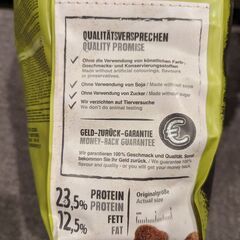 QUALITÄTSVERSPRECHEN
QUALITY PROMISE
Ohne die Verwendung von künstlichen Farb-,
Geschmacks- und Konservierungsstoffen
Made without artificial colourings, flavours
or preservatives
Ohne die Verwendung von Soja / Made without soya
Ohne die Verwendung von Zucker / Made without sugar
Wir verzichten auf Tierversuche
We don't do animal testing
GELD-ZURÜCK-GARANTIE
MONEY-BACK GUARANTEE
Wir garantieren 100% Geschmack und Qualität. Sonst
bekommen Sie Ihr Geld zurück. / We guarantee 100%
flavour and quality - or you get
23,5% PROTEIN
PROTEIN
12,5% FETT
FAT
Originalgröße
Actual size